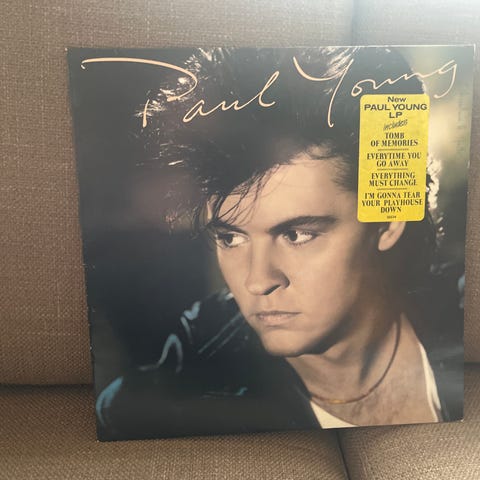 Paul Young
New
PAUL YOUNG
LP
includes
TOMB
OF MEMORIES
EVERYTIME YOU
GO AWAY
EVERYTHING
MUST CHANGE
I'M GONNA TEAR
YOUR PLAYHOUSE
DOWN